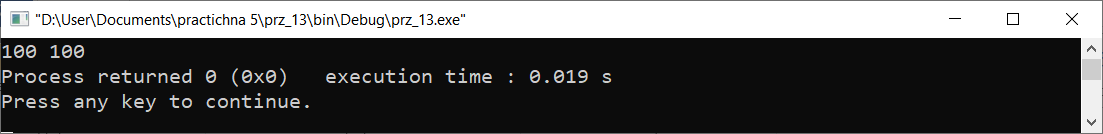 "D:\User\Documents\practichna 5\prz_13\bin\Debug\prz_13.exe"
100 100
Process returned 0 (0x0)   execution time : 0.019 s
Press any key to continue.